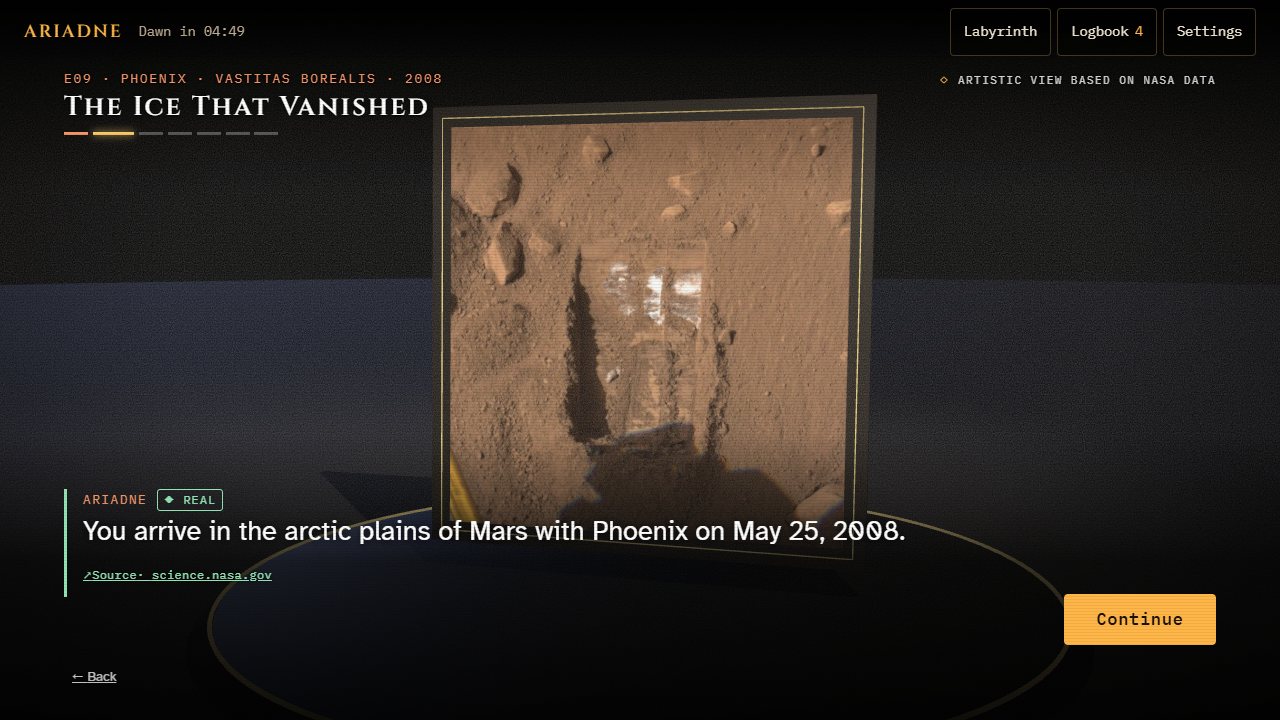 ARIADNE Dawn in 04:49 Labyrinth Logbook 4 Settings
E09 · PHOENIX · VASTITAS BOREALIS · 2008
The Ice That Vanished
◇ ARTISTIC VIEW BASED ON NASA DATA
ARIADNE ◆ REAL
You arrive in the arctic plains of Mars with Phoenix on May 25, 2008.
↗Source· science.nasa.gov
Continue
← Back